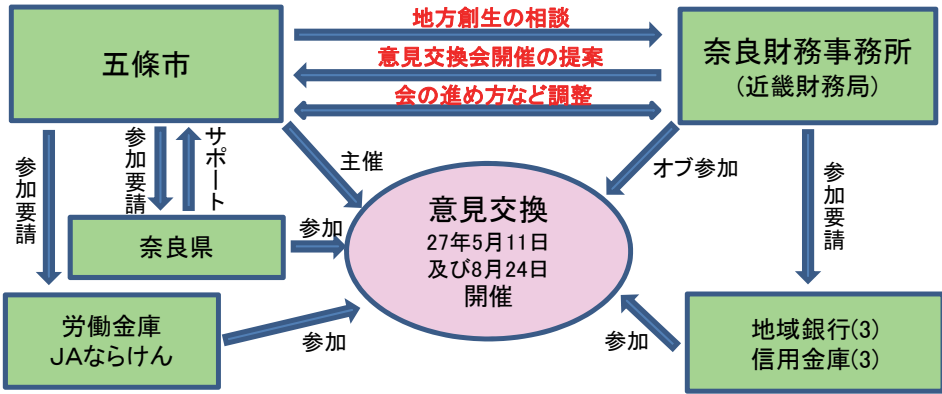 地方創生の相談
五條市
意見交換会開催の提案
会の進め方など調整
奈良財務事務所
(近畿財務局)
参加要請
参加要請
サポート
主催
オブ参加
参加要請
奈良県
参加
意見交換
27年5月11日
及び8月24日
開催
労働金庫
JAならけん
参加
参加
地域銀行(3)
信用金庫(3)